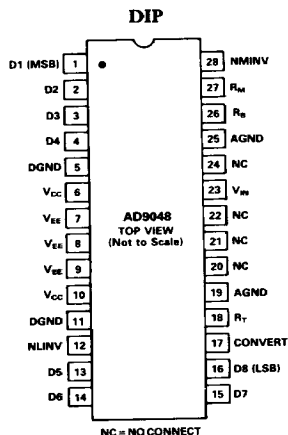 DIP
D1 (MSB) 1
D2 2
D3 3
D4 4
DGND 5
VCC 6
VEE 7
VEE 8
VEE 9
VCC 10
DGND 11
NLINV 12
D5 13
D6 14
AD9048
TOP VIEW
(Not to Scale)
28 NMINV
27 RM
26 RB
25 AGND
24 NC
23 VIN
22 NC
21 NC
20 NC
19 AGND
18 RT
17 CONVERT
16 D8 (LSB)
15 D7
NC = NO CONNECT